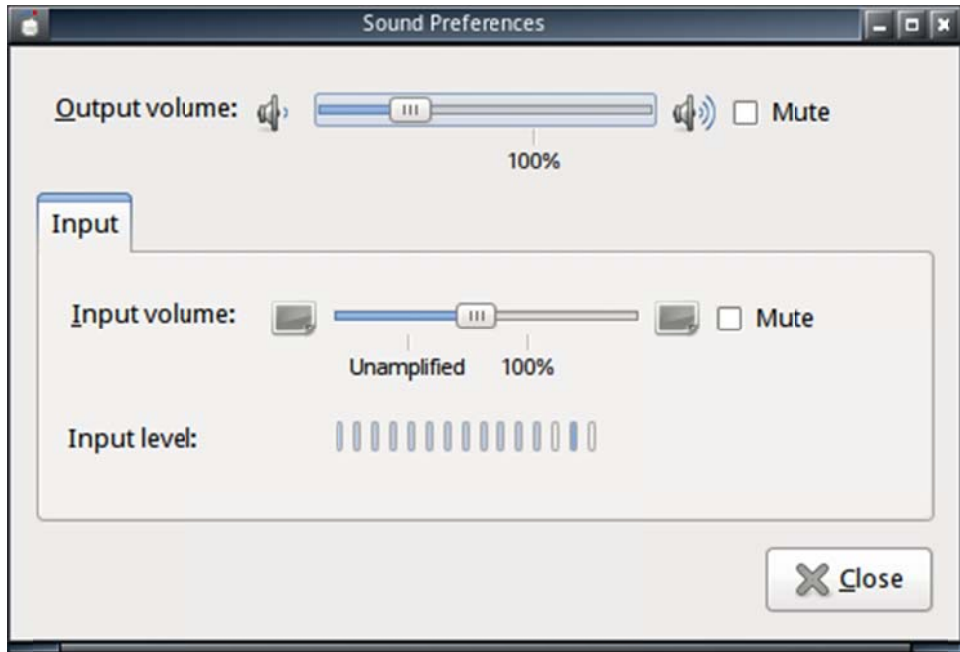 Sound Preferences
Output volume:
Mute
100%
Input
Input volume:
Mute
Unamplified
100%
Input level:
Close